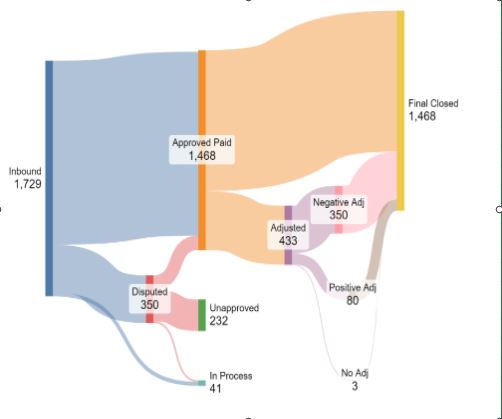 Inbound
1,729
Approved Paid
1,468
Final Closed
1,468
Disputed
350
Unapproved
232
In Process
41
Adjusted
433
Negative Adj
350
Positive Adj
80
No Adj
3